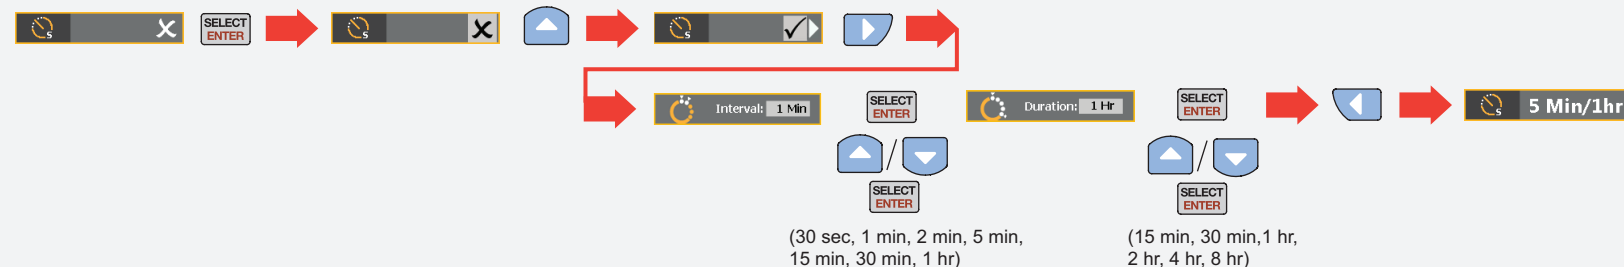 S
SELECT
ENTER
S
S
Interval: 1 Min
SELECT
ENTER
Duration: 1 Hr
SELECT
ENTER
S 5 Min/1hr
/
/
SELECT
ENTER
SELECT
ENTER
(30 sec, 1 min, 2 min, 5 min,
15 min, 30 min, 1 hr)
(15 min, 30 min,1 hr,
2 hr, 4 hr, 8 hr)